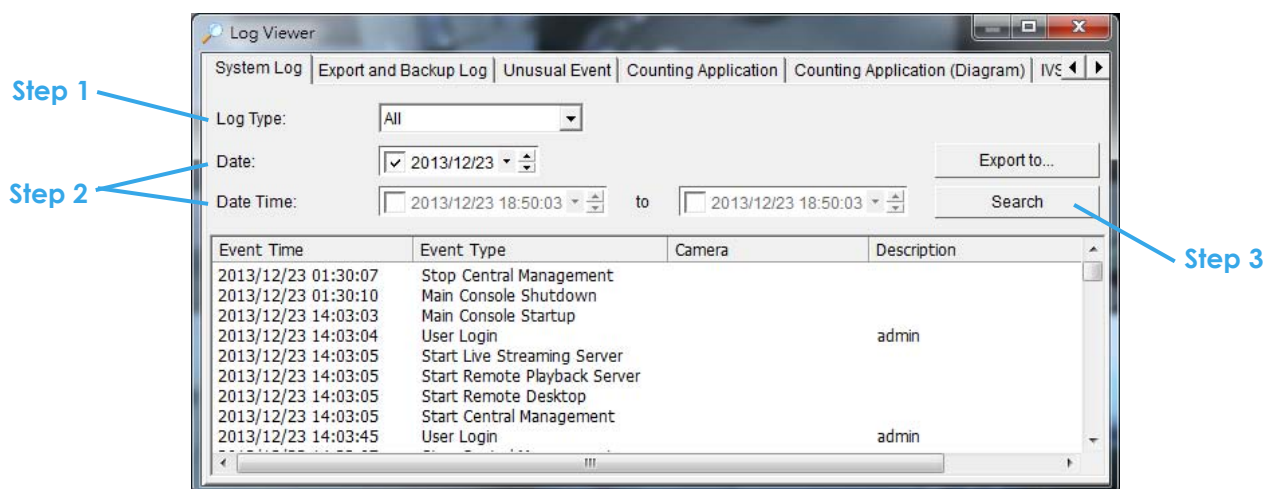 Log Viewer
System Log Export and Backup Log Unusual Event Counting Application Counting Application (Diagram) IVS
Step 1
Log Type: All
Date: 2013/12/23 Export to...
Step 2
Date Time: 2013/12/23 18:50:03 to 2013/12/23 18:50:03 Search
Step 3
Event Time Event Type Camera Description
2013/12/23 01:30:07 Stop Central Management
2013/12/23 01:30:10 Main Console Shutdown
2013/12/23 14:03:03 Main Console Startup
2013/12/23 14:03:04 User Login admin
2013/12/23 14:03:05 Start Live Streaming Server
2013/12/23 14:03:05 Start Remote Playback Server
2013/12/23 14:03:05 Start Remote Desktop
2013/12/23 14:03:05 Start Central Management
2013/12/23 14:03:45 User Login admin